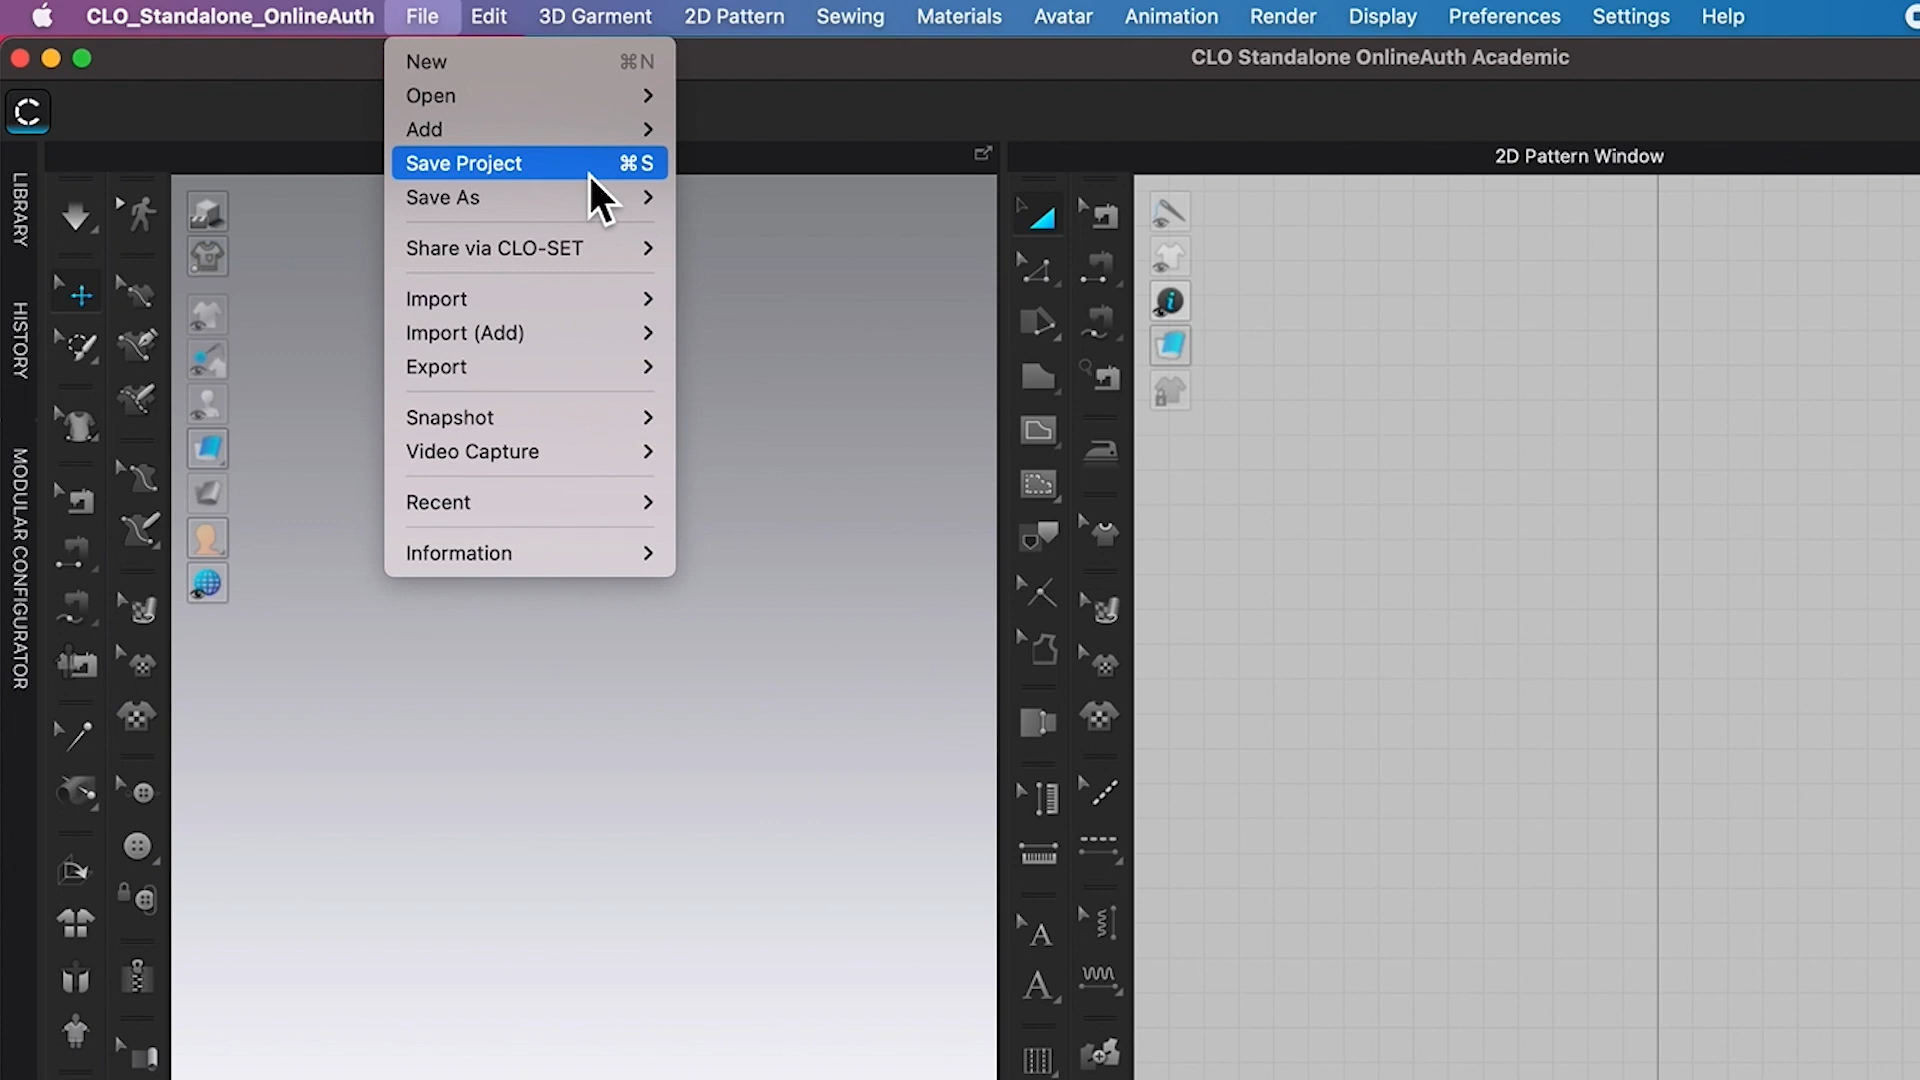 CLO_Standalone_OnlineAuth File Edit 3D Garment 2D Pattern Sewing Materials Avatar Animation Render Display Preferences Settings Help
CLO Standalone OnlineAuth Academic
New ⌘N
Open
Add
Save Project ⌘S
Save As
Share via CLO-SET
Import
Import (Add)
Export
Snapshot
Video Capture
Recent
Information
2D Pattern Window
LIBRARY
HISTORY
MODULAR CONFIGURATOR